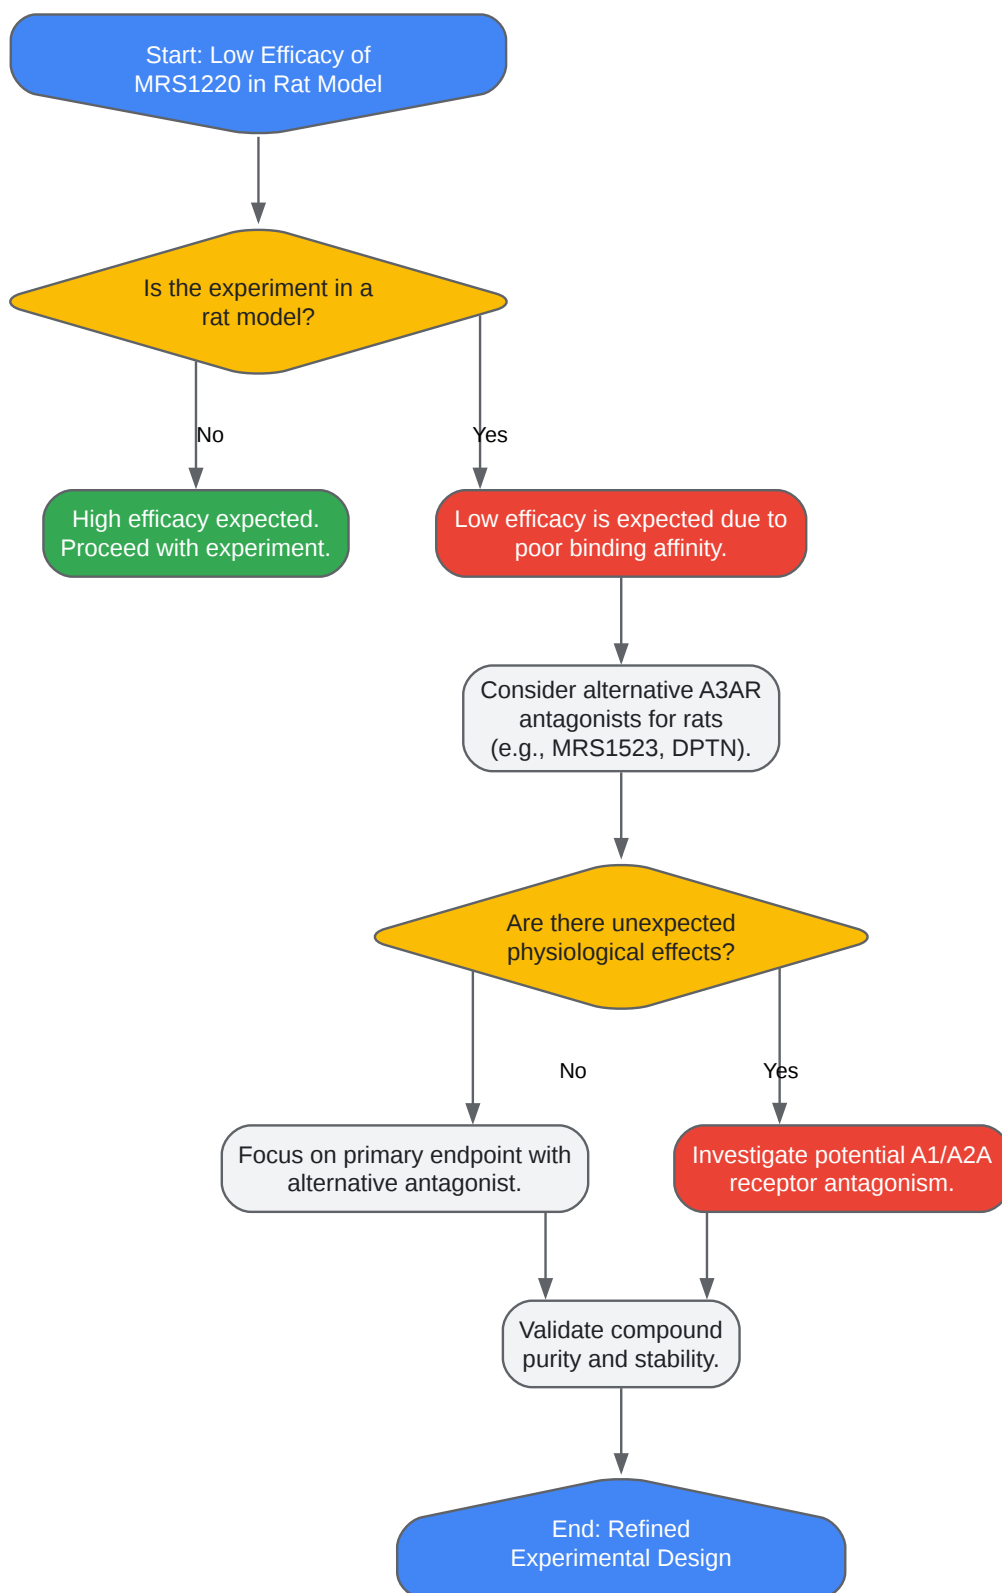 Start: Low Efficacy of
MRS1220 in Rat Model
Is the experiment in a
rat model?
No
Yes
High efficacy expected.
Proceed with experiment.
Low efficacy is expected due to
poor binding affinity.
Consider alternative A3AR
antagonists for rats
(e.g., MRS1523, DPTN).
Are there unexpected
physiological effects?
No
Yes
Focus on primary endpoint with
alternative antagonist.
Investigate potential A1/A2A
receptor antagonism.
Validate compound
purity and stability.
End: Refined
Experimental Design